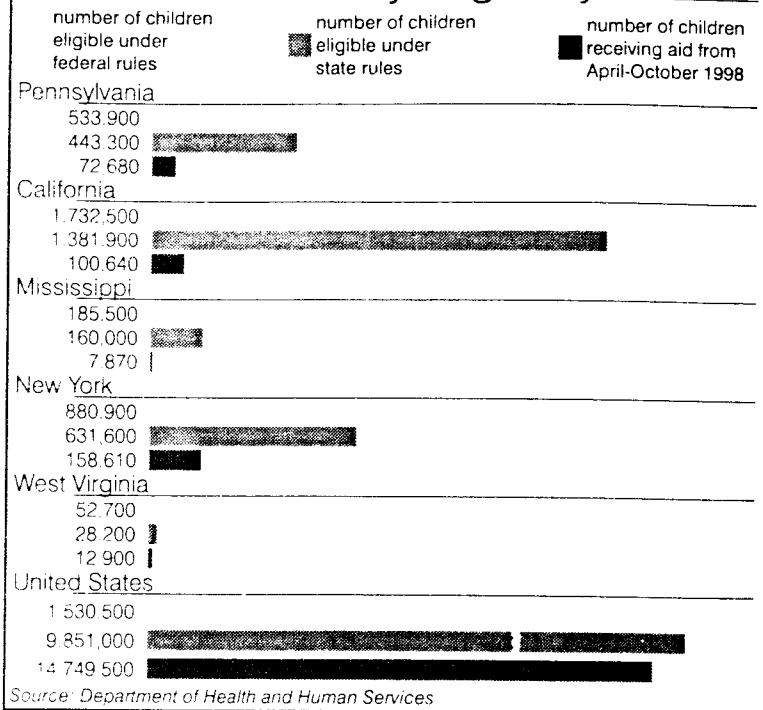 number of children
eligible under
federal rules
number of children
eligible under
state rules
number of children
receiving aid from
April-October 1998
Pennsylvania
533.900
443.300
72.680
California
1.732,500
1.381.900
100.640
Mississippi
185.500
160,000
7.870
New York
880.900
631,600
158.610
West Virginia
52.700
28.200
12 900
United States
1 530.500
9.851,000
14 749 500
Source: Department of Health and Human Services